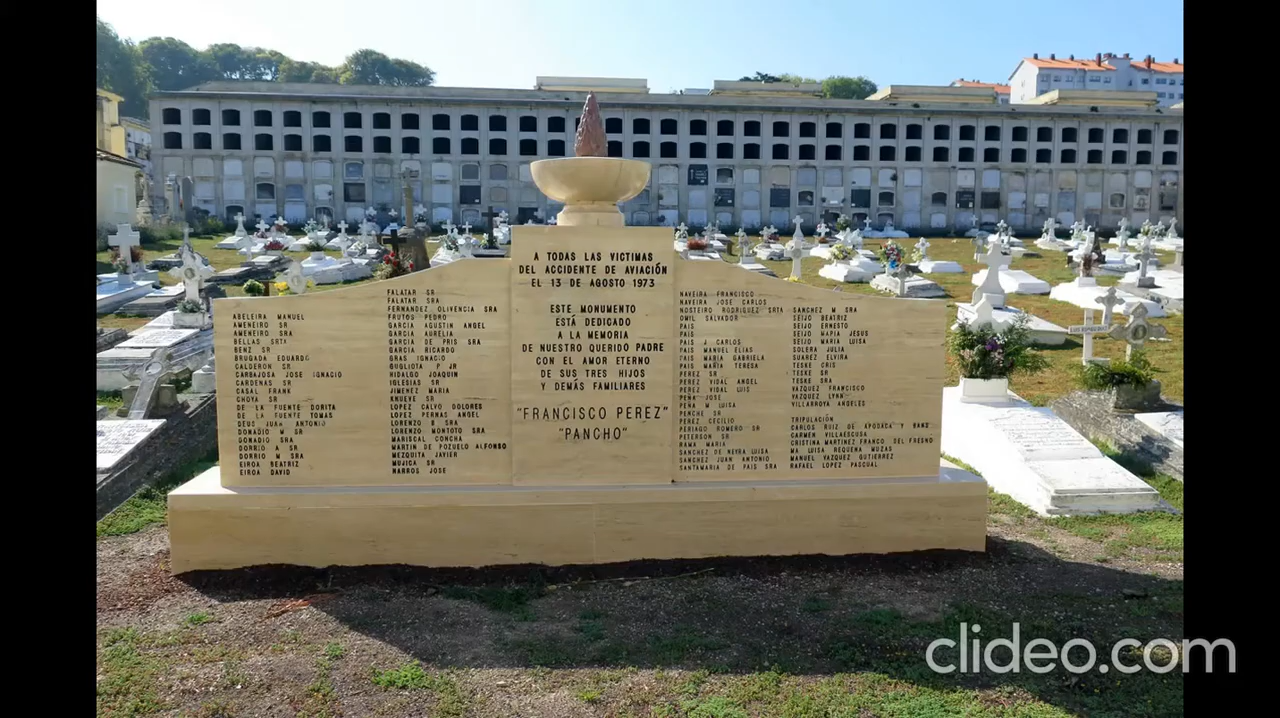 A TODAS LAS VICTIMAS
DEL ACCIDENTE DE AVIACIÓN
EL 13 DE AGOSTO 1973
ESTE MONUMENTO
ESTÁ DEDICADO
A LA MEMORIA
DE NUESTRO QUERIDO PADRE
CON EL AMOR ETERNO
DE SUS TRES HIJOS
Y DEMÁS FAMILIARES
"FRANCISCO PEREZ"
"PANCHO"
ABELEIRA MANUEL
AMENEIRO SR
AMENEIRO SRA
BELLAS SRTA
BENZ SR
BRUGADA EDUARDO
CALDERON SR
CARBAJOSA JOSE IGNACIO
CARDENAS SR
CASAL FRANK
CHOYA SR
DE LA FUENTE DORITA
DE LA FUENTE TOMAS
DEUS JUAN ANTONIO
DONADIO M SR
DONADIO SRA
DORRIO A SR
DORRIO M SRA
EIROA BEATRIZ
EIROA DAVID
FALATAR SR
FALATAR SRA
FERNANDEZ OLIVENCIA SRA
FRUTOS PEDRO
GARCIA AGUSTIN ANGEL
GARCIA AURELIA
GARCIA DE PRIS SRA
GARCIA RICARDO
GRAS IGNACIO
GUGLIOTA P JR
HIDALGO JOAQUIN
IGLESIAS SR
JIMENEZ MARIA
KNUEVE SR
LOPEZ CALVO DOLORES
LOPEZ PERNAS ANGEL
LORENZO R SRA
LORENZO MONTOTO SRA
MARISCAL CONCHA
MARTIN DE POZUELO ALFONSO
MEZQUITA JAVIER
MUJICA SR
NARROS JOSE
NAVEIRA FRANCISCO
NAVEIRA JOSE CARLOS
NOSTEIRO RODRIGUEZ SRTA
OWIL SALVADOR
PAIS
PAIS
PAIS J CARLOS
PAIS MANUEL ELIAS
PAIS MARIA GABRIELA
PAIS MARIA TERESA
PEREZ SR
PEREZ VIDAL ANGEL
PEREZ VIDAL LUIS
PEÑA JOSE
PEÑA M LUISA
PENCHE SR
PEREZ CECILIO
PERINGO ROMERO SR
PETERSON SR
RAMA MARIA
SANCHEZ DE NEYRA LUISA
SANCHEZ JUAN ANTONIO
SANTAMARIA DE PAIS SRA
SANCHEZ M SRA
SEIJO BEATRIZ
SEIJO ERNESTO
SEIJO MARIA JESUS
SEIJO MARIA LUISA
SOLERA JULIA
SUAREZ ELVIRA
TESKE CRIS
TESKE SR
TESKE SRA
VAZQUEZ FRANCISCO
VAZQUEZ LYNN
VILLARROYA ANGELES
TRIPULACIÓN
CARLOS RUIZ DE APODACA Y BANZ
CARMEN VILLAESCUSA
CRISTINA MARTINEZ FRANCO DEL FRESNO
MA LUISA REQUENA MUZAS
MANUEL VAZQUEZ GUTIERREZ
RAFAEL LOPEZ PASCUAL
clideo.com